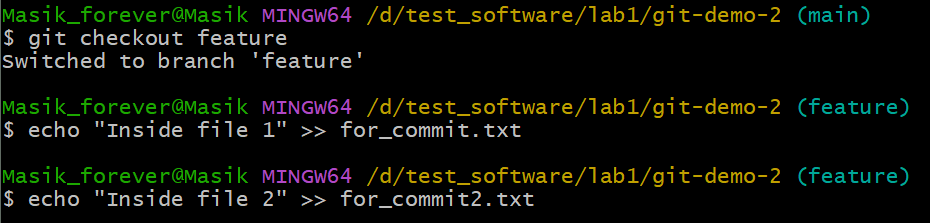 Masik_forever@Masik MINGW64 /d/test_software/lab1/git-demo-2 (main)
$ git checkout feature
Switched to branch 'feature'
Masik_forever@Masik MINGW64 /d/test_software/lab1/git-demo-2 (feature)
$ echo "Inside file 1" >> for_commit.txt
Masik_forever@Masik MINGW64 /d/test_software/lab1/git-demo-2 (feature)
$ echo "Inside file 2" >> for_commit2.txt